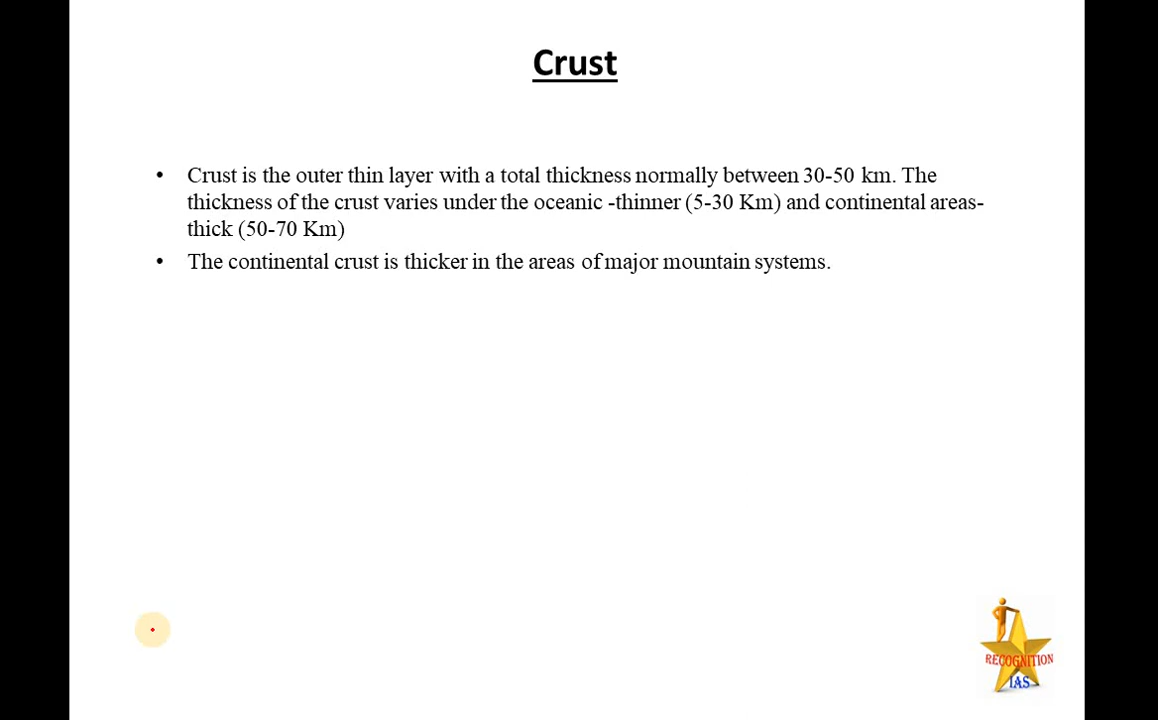 Crust
• Crust is the outer thin layer with a total thickness normally between 30-50 km. The
thickness of the crust varies under the oceanic -thinner (5-30 Km) and continental areas-
thick (50-70 Km)
• The continental crust is thicker in the areas of major mountain systems.
RECOGNITION
IAS